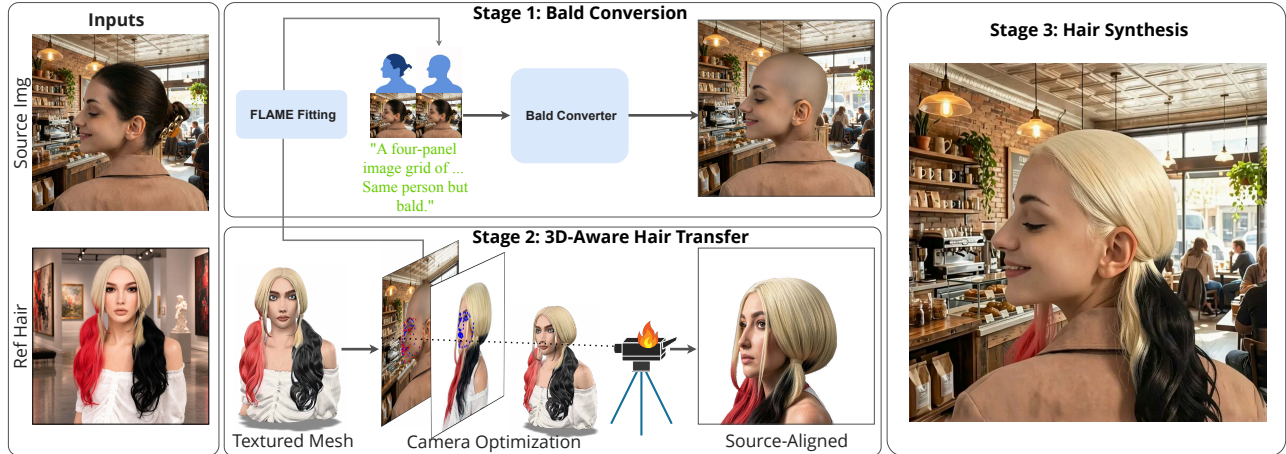 Inputs
Source Img
Ref Hair
Stage 1: Bald Conversion
FLAME Fitting
"A four-panel
image grid of ...
Same person but
bald."
Bald Converter
Stage 2: 3D-Aware Hair Transfer
Textured Mesh
Camera Optimization
Source-Aligned
Stage 3: Hair Synthesis